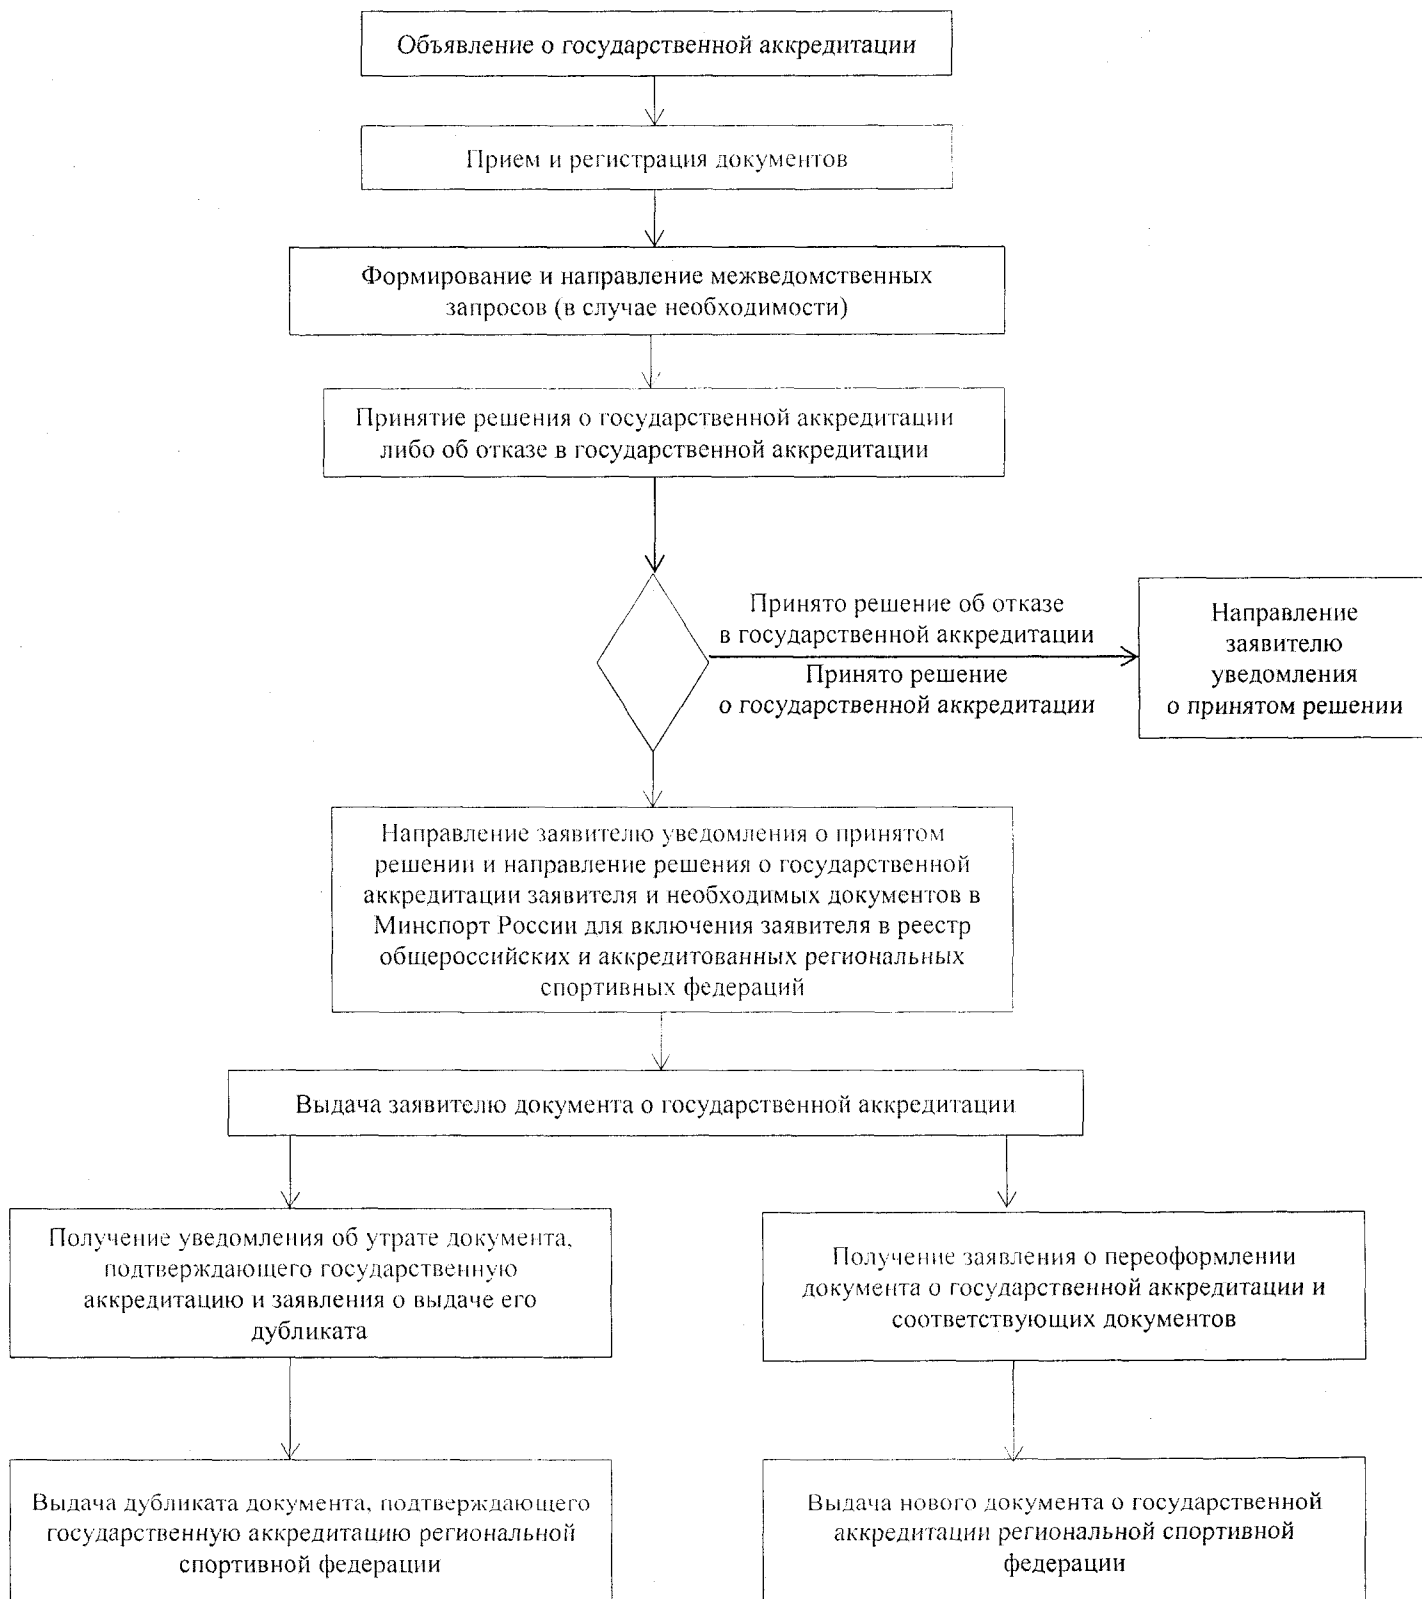 Объявление о государственной аккредитации
Прием и регистрация документов
Формирование и направление межведомственных
запросов (в случае необходимости)
Принятие решения о государственной аккредитации
либо об отказе в государственной аккредитации
Принято решение об отказе
в государственной аккредитации
Принято решение
о государственной аккредитации
Направление
заявителю
уведомления
о принятом решении
Направление заявителю уведомления о принятом
решении и направление решения о государственной
аккредитации заявителя и необходимых документов в
Минспорт России для включения заявителя в реестр
общероссийских и аккредитованных региональных
спортивных федераций
Выдача заявителю документа о государственной аккредитации
Получение уведомления об утрате документа,
подтверждающего государственную
аккредитацию и заявления о выдаче его
дубликата
Получение заявления о переоформлении
документа о государственной аккредитации и
соответствующих документов
Выдача дубликата документа, подтверждающего
государственную аккредитацию региональной
спортивной федерации
Выдача нового документа о государственной
аккредитации региональной спортивной
федерации